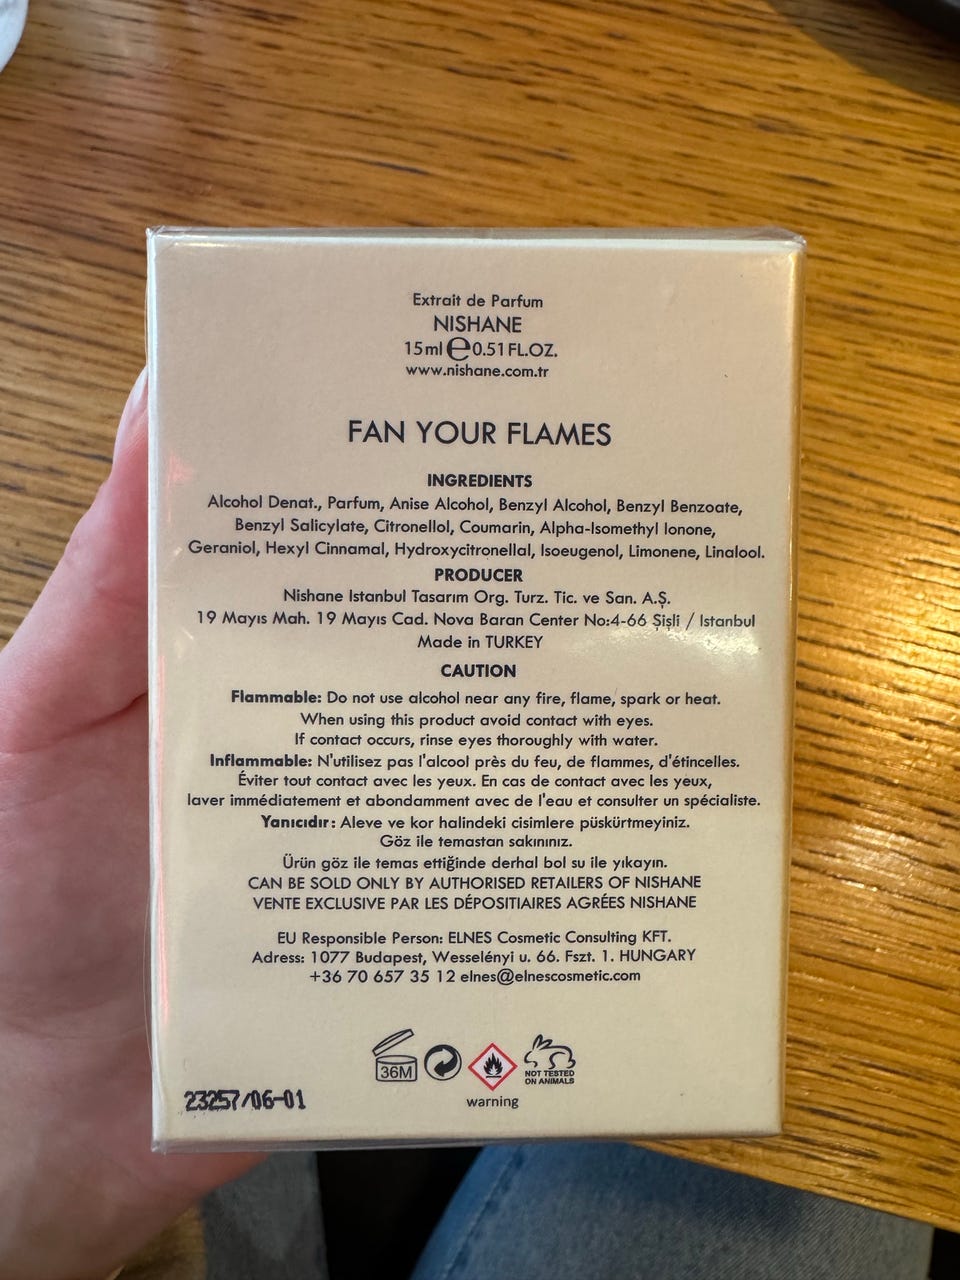 Extrait de Parfum
NISHANE
15ml e 0.51 FL.OZ.
www.nishane.com.tr
FAN YOUR FLAMES
INGREDIENTS
Alcohol Denat., Parfum, Anise Alcohol, Benzyl Alcohol, Benzyl Benzoate,
Benzyl Salicylate, Citronellol, Coumarin, Alpha-Isomethyl Ionone,
Geraniol, Hexyl Cinnamal, Hydroxycitronellal, Isoeugenol, Limonene, Linalool.
PRODUCER
Nishane Istanbul Tasarım Org. Turz. Tic. ve San. A.Ş.
19 Mayıs Mah. 19 Mayıs Cad. Nova Baran Center No:4-66 Şişli / Istanbul
Made in TURKEY
CAUTION
Flammable: Do not use alcohol near any fire, flame, spark or heat.
When using this product avoid contact with eyes.
If contact occurs, rinse eyes thoroughly with water.
Inflammable: N'utilisez pas l'alcool près du feu, de flammes, d'étincelles.
Éviter tout contact avec les yeux. En cas de contact avec les yeux,
laver immédiatement et abondamment avec de l'eau et consulter un spécialiste.
Yanıcıdır: Aleve ve kor halindeki cisimlere püskürtmeyiniz.
Göz ile temastan sakınınız.
Ürün göz ile temas ettiğinde derhal bol su ile yıkayın.
CAN BE SOLD ONLY BY AUTHORISED RETAILERS OF NISHANE
VENTE EXCLUSIVE PAR LES DÉPOSITIAIRES AGRÉES NISHANE
EU Responsible Person: ELNES Cosmetic Consulting KFT.
Adress: 1077 Budapest, Wesselényi u. 66. Fszt. 1. HUNGARY
+36 70 657 35 12 elnes@elnescosmetic.com
36M
NOT TESTED
ON ANIMALS
warning
23257/06-01